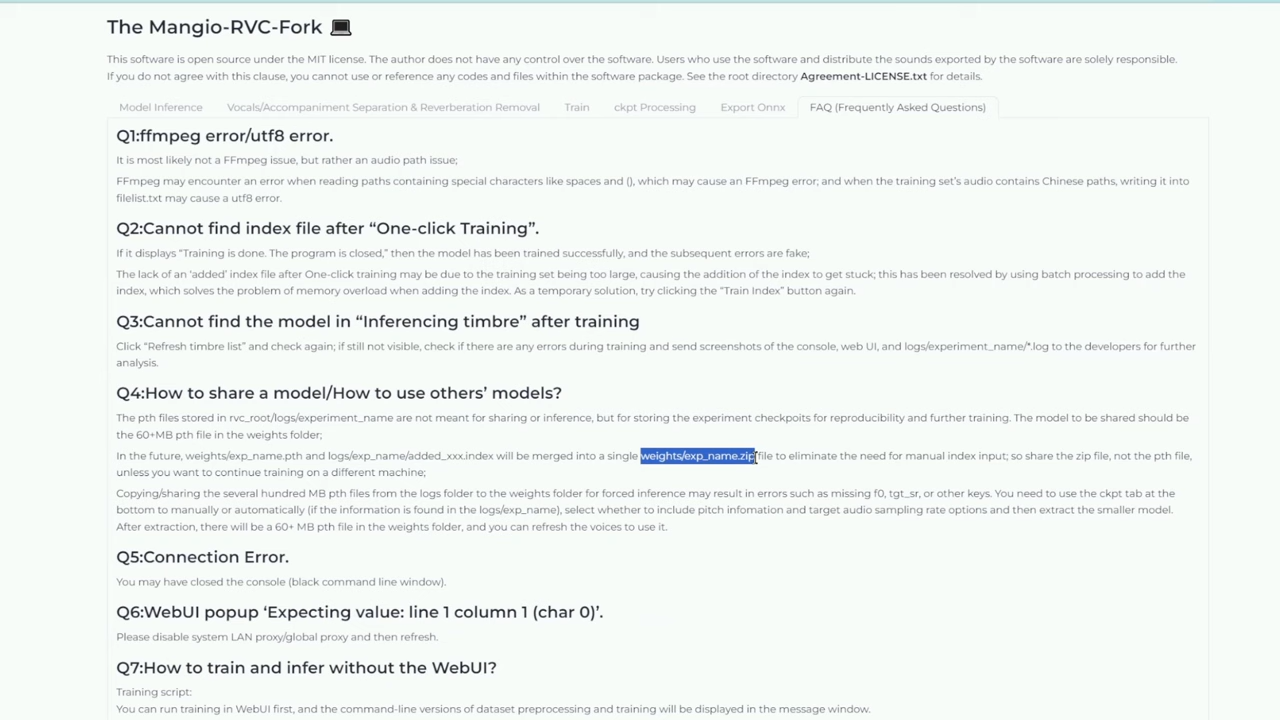 The Mangio-RVC-Fork 💻
This software is open source under the MIT license. The author does not have any control over the software. Users who use the software and distribute the sounds exported by the software are solely responsible.
If you do not agree with this clause, you cannot use or reference any codes and files within the software package. See the root directory Agreement-LICENSE.txt for details.
Model Inference Vocals/Accompaniment Separation & Reverberation Removal Train ckpt Processing Export Onnx FAQ (Frequently Asked Questions)
Q1:ffmpeg error/utf8 error.
It is most likely not a FFmpeg issue, but rather an audio path issue;
FFmpeg may encounter an error when reading paths containing special characters like spaces and (), which may cause an FFmpeg error; and when the training set's audio contains Chinese paths, writing it into
filelist.txt may cause a utf8 error.
Q2:Cannot find index file after “One-click Training”.
If it displays “Training is done. The program is closed,” then the model has been trained successfully, and the subsequent errors are fake;
The lack of an ‘added’ index file after One-click training may be due to the training set being too large, causing the addition of the index to get stuck; this has been resolved by using batch processing to add the
index, which solves the problem of memory overload when adding the index. As a temporary solution, try clicking the “Train Index” button again.
Q3:Cannot find the model in “Inferencing timbre” after training
Click “Refresh timbre list” and check again; if still not visible, check if there are any errors during training and send screenshots of the console, web UI, and logs/experiment_name/*.log to the developers for further
analysis.
Q4:How to share a model/How to use others’ models?
The pth files stored in rvc_root/logs/experiment_name are not meant for sharing or inference, but for storing the experiment checkpoits for reproducibility and further training. The model to be shared should be
the 60+MB pth file in the weights folder;
In the future, weights/exp_name.pth and logs/exp_name/added_xxx.index will be merged into a single weights/exp_name.zip file to eliminate the need for manual index input; so share the zip file, not the pth file,
unless you want to continue training on a different machine;
Copying/sharing the several hundred MB pth files from the logs folder to the weights folder for forced inference may result in errors such as missing f0, tgt_sr, or other keys. You need to use the ckpt tab at the
bottom to manually or automatically (if the information is found in the logs/exp_name), select whether to include pitch infomation and target audio sampling rate options and then extract the smaller model.
After extraction, there will be a 60+ MB pth file in the weights folder, and you can refresh the voices to use it.
Q5:Connection Error.
You may have closed the console (black command line window).
Q6:WebUI popup ‘Expecting value: line 1 column 1 (char 0)’.
Please disable system LAN proxy/global proxy and then refresh.
Q7:How to train and infer without the WebUI?
Training script:
You can run training in WebUI first, and the command-line versions of dataset preprocessing and training will be displayed in the message window.